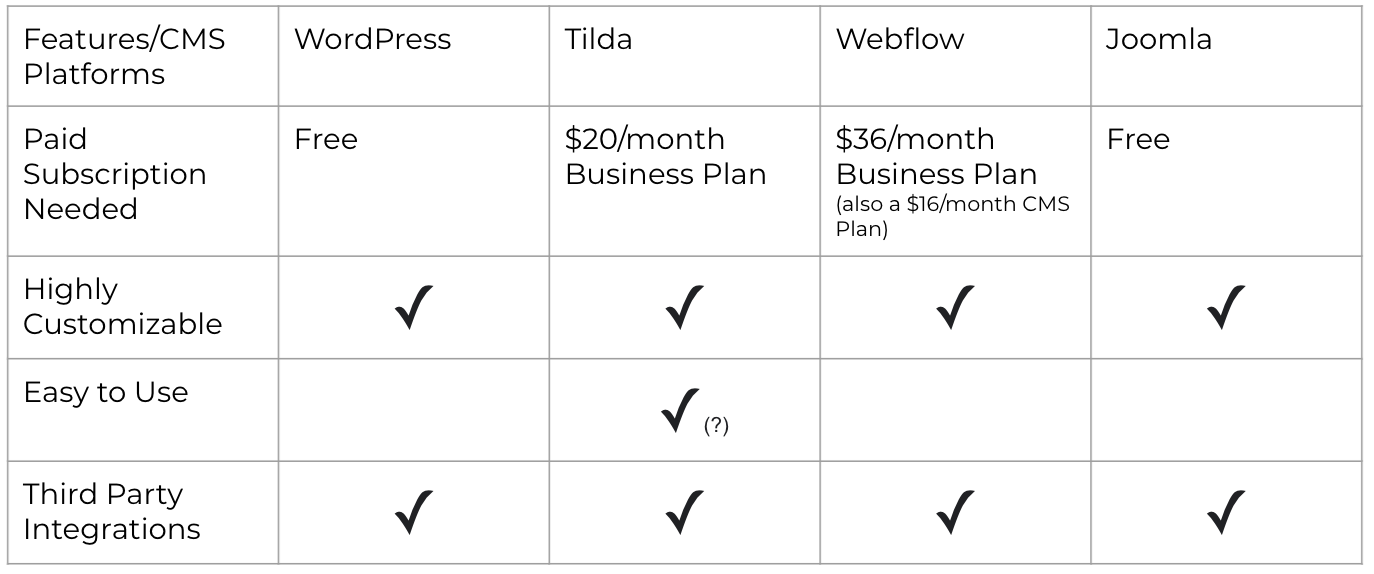 Features/CMS
Platforms
WordPress
Tilda
Webflow
Joomla
Paid
Subscription
Needed
Free
$20/month
Business Plan
$36/month
Business Plan
(also a $16/month CMS
Plan)
Free
Highly
Customizable
✓
✓
✓
✓
Easy to Use
✓(?)
Third Party
Integrations
✓
✓
✓
✓